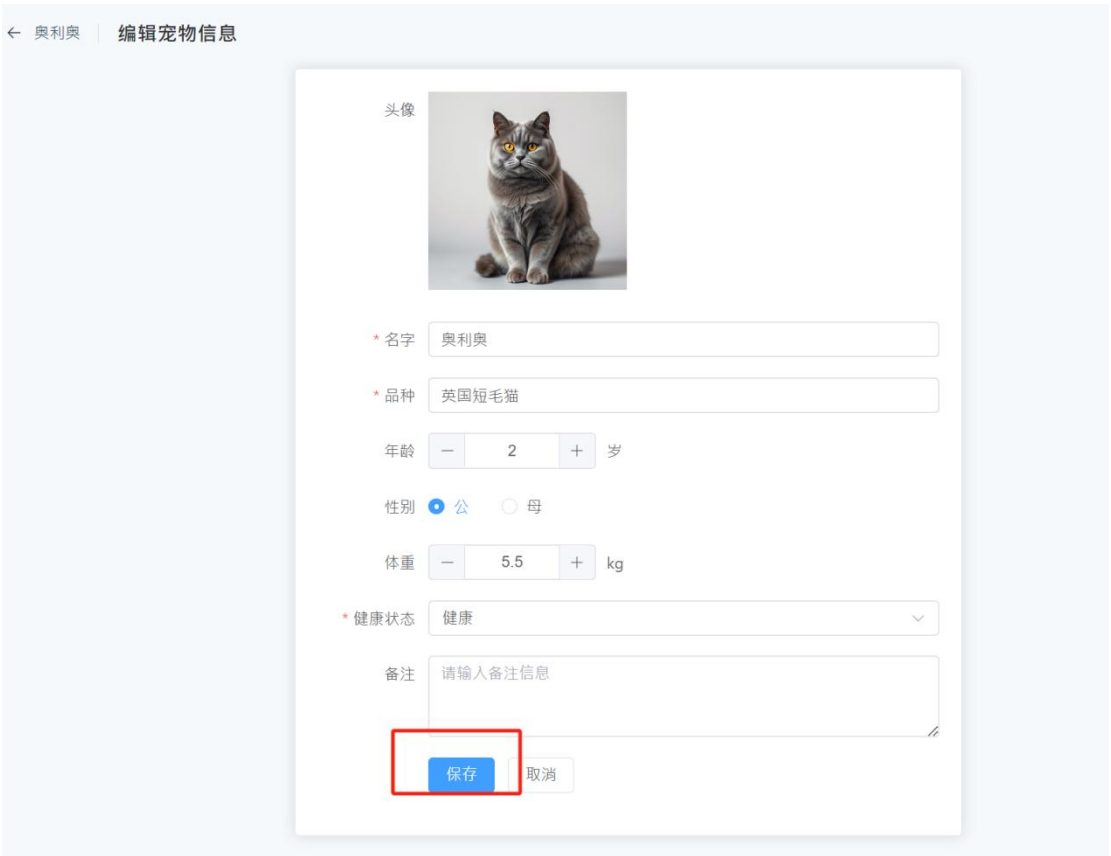 ← 奥利奥 编辑宠物信息
头像
* 名字 奥利奥
* 品种 英国短毛猫
年龄 — 2 + 岁
性别 公 母
体重 — 5.5 + kg
* 健康状态 健康
备注 请输入备注信息
保存 取消